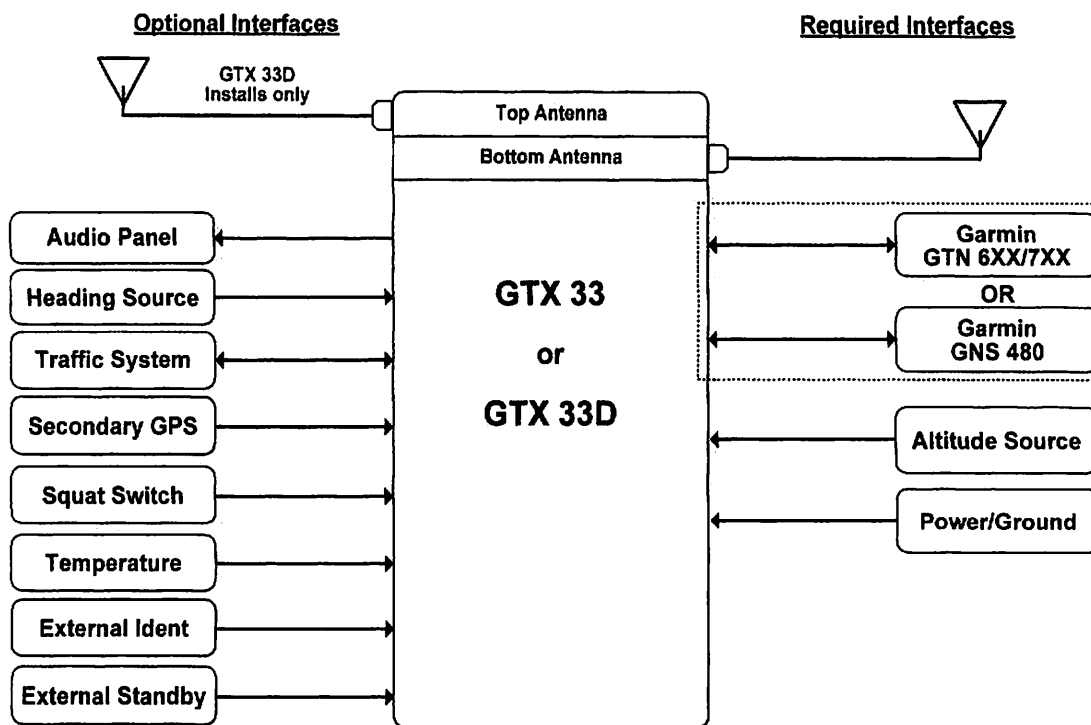 Optional Interfaces
Required Interfaces
GTX 33D
Installs only
Top Antenna
Bottom Antenna
Audio Panel
Heading Source
Traffic System
Secondary GPS
Squat Switch
Temperature
External Ident
External Standby
GTX 33
or
GTX 33D
Garmin
GTN 6XX/7XX
OR
Garmin
GNS 480
Altitude Source
Power/Ground